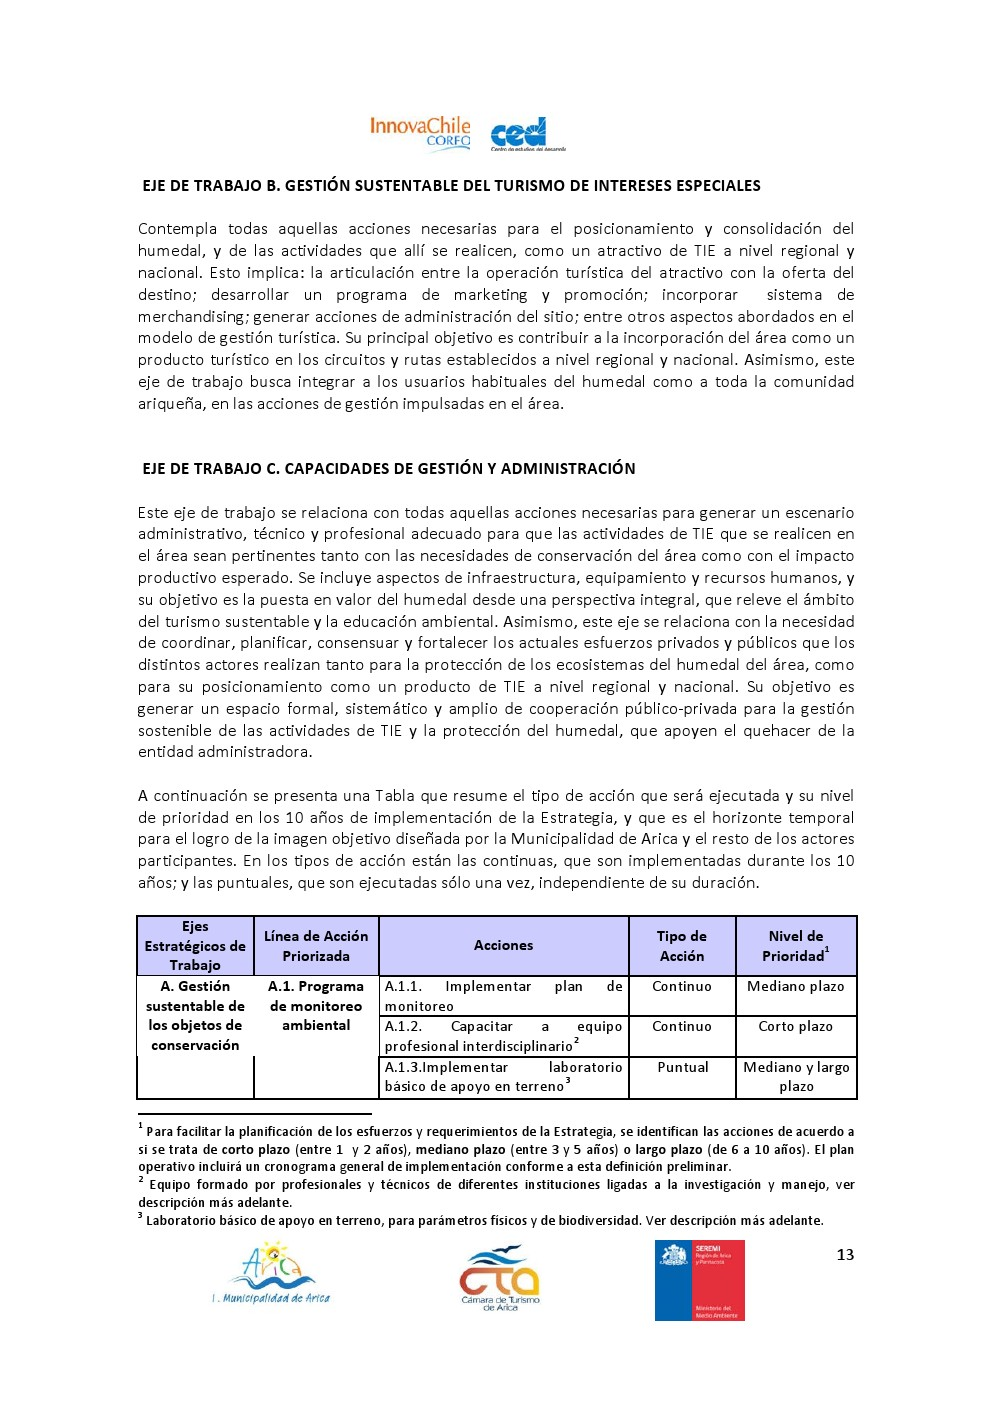 InnovaChile
CORFO
ced
Centro de estudios del desarrollo
EJE DE TRABAJO B. GESTIÓN SUSTENTABLE DEL TURISMO DE INTERESES ESPECIALES
Contempla todas aquellas acciones necesarias para el posicionamiento y consolidación del
humedal, y de las actividades que allí se realicen, como un atractivo de TIE a nivel regional y
nacional. Esto implica: la articulación entre la operación turística del atractivo con la oferta del
destino; desarrollar un programa de marketing y promoción; incorporar sistema de
merchandising; generar acciones de administración del sitio; entre otros aspectos abordados en el
modelo de gestión turística. Su principal objetivo es contribuir a la incorporación del área como un
producto turístico en los circuitos y rutas establecidos a nivel regional y nacional. Asimismo, este
eje de trabajo busca integrar a los usuarios habituales del humedal como a toda la comunidad
ariqueña, en las acciones de gestión impulsadas en el área.
EJE DE TRABAJO C. CAPACIDADES DE GESTIÓN Y ADMINISTRACIÓN
Este eje de trabajo se relaciona con todas aquellas acciones necesarias para generar un escenario
administrativo, técnico y profesional adecuado para que las actividades de TIE que se realicen en
el área sean pertinentes tanto con las necesidades de conservación del área como con el impacto
productivo esperado. Se incluye aspectos de infraestructura, equipamiento y recursos humanos, y
su objetivo es la puesta en valor del humedal desde una perspectiva integral, que releve el ámbito
del turismo sustentable y la educación ambiental. Asimismo, este eje se relaciona con la necesidad
de coordinar, planificar, consensuar y fortalecer los actuales esfuerzos privados y públicos que los
distintos actores realizan tanto para la protección de los ecosistemas del humedal del área, como
para su posicionamiento como un producto de TIE a nivel regional y nacional. Su objetivo es
generar un espacio formal, sistemático y amplio de cooperación público-privada para la gestión
sostenible de las actividades de TIE y la protección del humedal, que apoyen el quehacer de la
entidad administradora.
A continuación se presenta una Tabla que resume el tipo de acción que será ejecutada y su nivel
de prioridad en los 10 años de implementación de la Estrategia, y que es el horizonte temporal
para el logro de la imagen objetivo diseñada por la Municipalidad de Arica y el resto de los actores
participantes. En los tipos de acción están las continuas, que son implementadas durante los 10
años; y las puntuales, que son ejecutadas sólo una vez, independiente de su duración.
Ejes
Estratégicos de
Trabajo
Línea de Acción
Priorizada
Acciones
Tipo de
Acción
Nivel de
Prioridad1
A. Gestión
sustentable de
los objetos de
conservación
A.1. Programa
de monitoreo
ambiental
A.1.1. Implementar plan de
monitoreo
Continuo
Mediano plazo
A.1.2. Capacitar a equipo
profesional interdisciplinario2
Continuo
Corto plazo
A.1.3.Implementar laboratorio
básico de apoyo en terreno3
Puntual
Mediano y largo
plazo
1 Para facilitar la planificación de los esfuerzos y requerimientos de la Estrategia, se identifican las acciones de acuerdo a
si se trata de corto plazo (entre 1 y 2 años), mediano plazo (entre 3 y 5 años) o largo plazo (de 6 a 10 años). El plan
operativo incluirá un cronograma general de implementación conforme a esta definición preliminar.
2 Equipo formado por profesionales y técnicos de diferentes instituciones ligadas a la investigación y manejo, ver
descripción más adelante.
3 Laboratorio básico de apoyo en terreno, para parámetros físicos y de biodiversidad. Ver descripción más adelante.
Arica
I. Municipalidad de Arica
CTA
Cámara de Turismo
de Arica
SEREMI
Región de Arica
y Parinacota
Ministerio del
Medio Ambiente
13